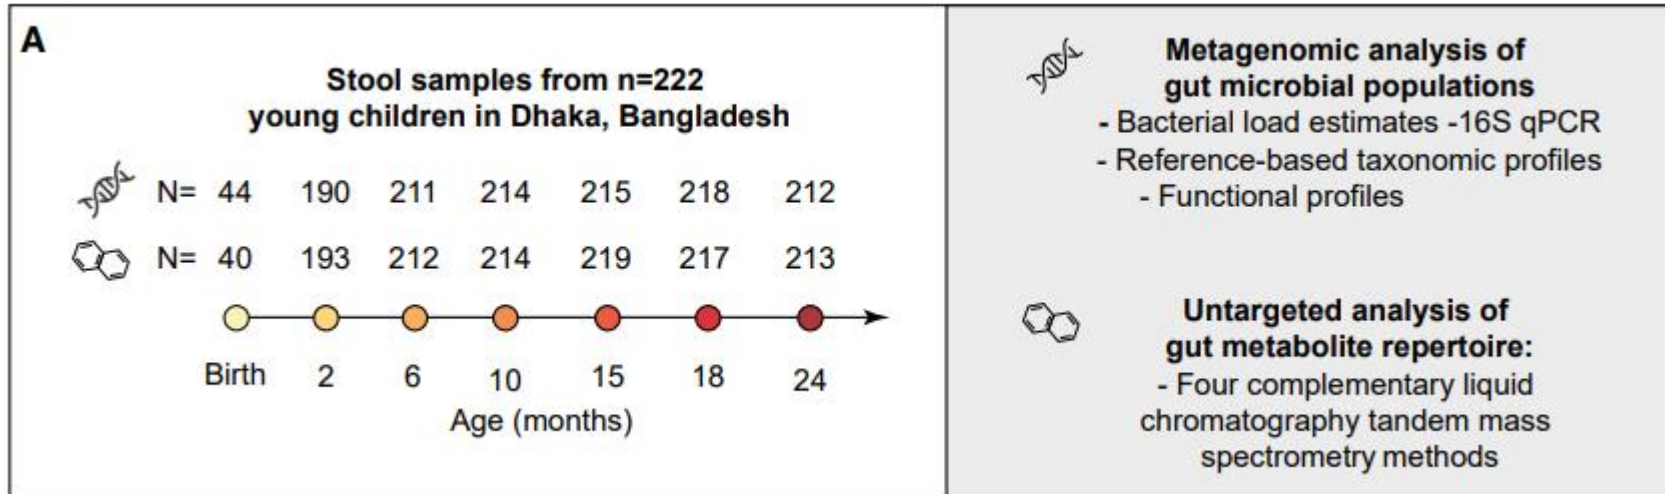 A
Stool samples from n=222
young children in Dhaka, Bangladesh
N= 44 190 211 214 215 218 212
N= 40 193 212 214 219 217 213
Birth 2 6 10 15 18 24
Age (months)
Metagenomic analysis of
gut microbial populations
- Bacterial load estimates -16S qPCR
- Reference-based taxonomic profiles
- Functional profiles
Untargeted analysis of
gut metabolite repertoire:
- Four complementary liquid
chromatography tandem mass
spectrometry methods